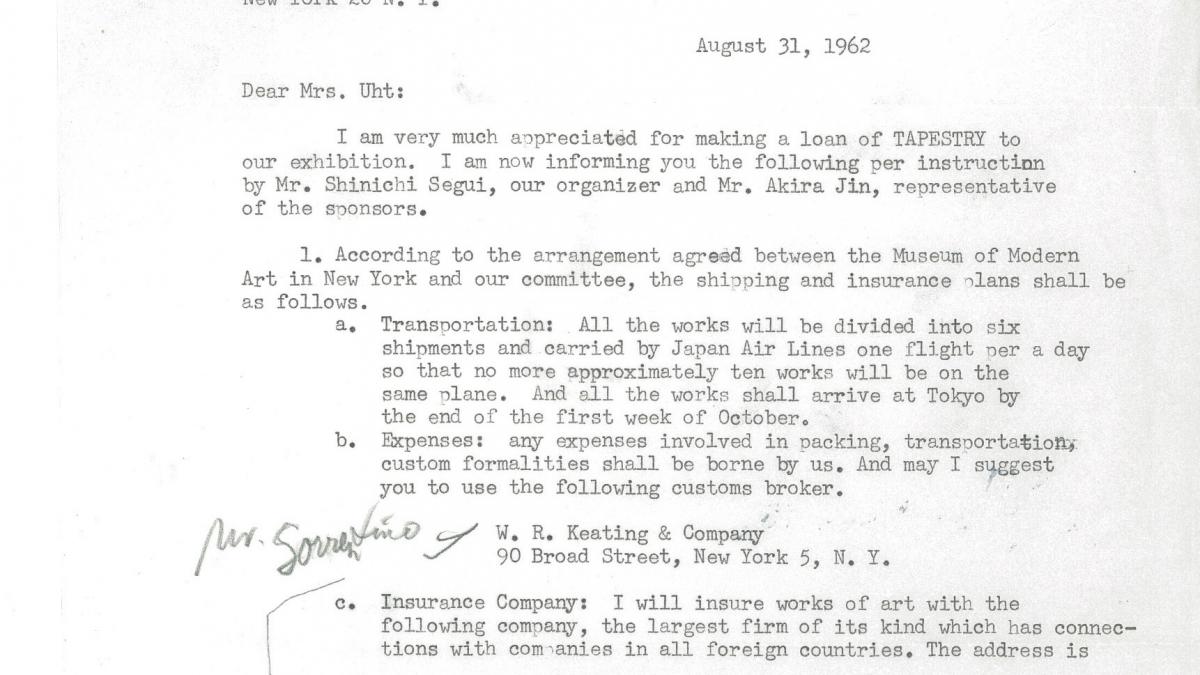 New York 20 N. Y.
August 31, 1962
Dear Mrs. Uht:
I am very much appreciated for making a loan of TAPESTRY to
our exhibition. I am now informing you the following per instruction
by Mr. Shinichi Segui, our organizer and Mr. Akira Jin, representative
of the sponsors.
1. According to the arrangement agreed between the Museum of Modern
Art in New York and our committee, the shipping and insurance plans shall be
as follows.
a. Transportation: All the works will be divided into six
shipments and carried by Japan Air Lines one flight per a day
so that no more approximately ten works will be on the
same plane. And all the works shall arrive at Tokyo by
the end of the first week of October.
b. Expenses: any expenses involved in packing, transportation,
custom formalities shall be borne by us. And may I suggest
you to use the following customs broker.
Mr. Sorrentino
W. R. Keating & Company
90 Broad Street, New York 5, N. Y.
c. Insurance Company: I will insure works of art with the
following company, the largest firm of its kind which has connec-
tions with companies in all foreign countries. The address is